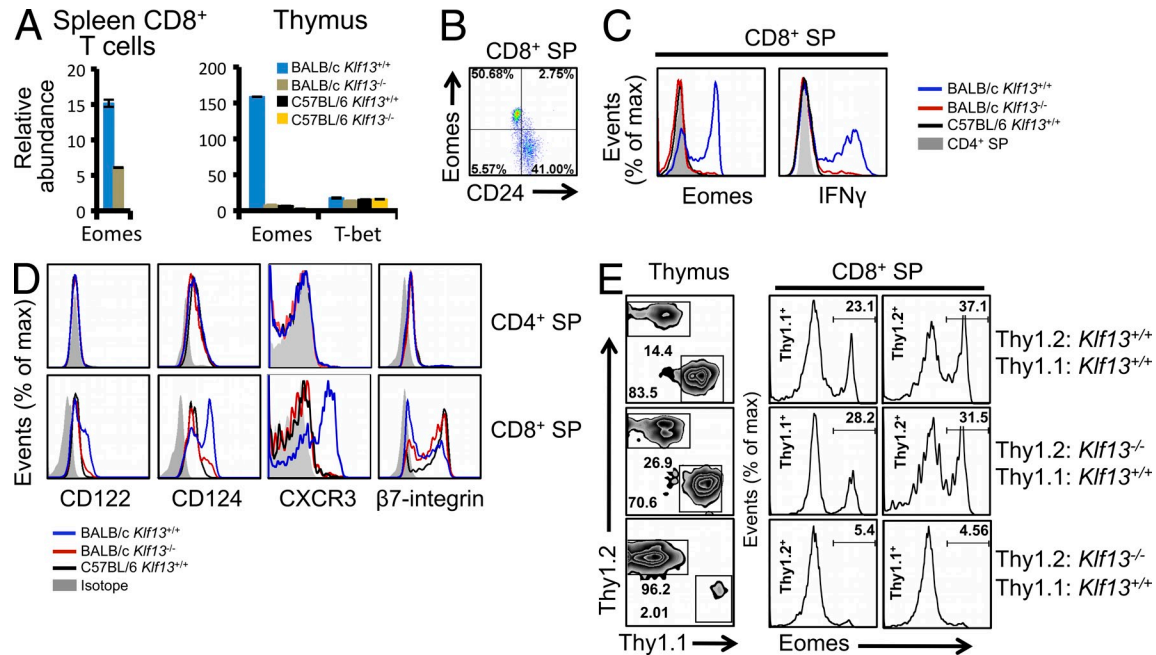 A
Spleen CD8+
T cells
Thymus
Relative
abundance
20
15
10
5
0
Eomes
200
150
100
50
0
BALB/c Klf13+/+
BALB/c Klf13-/-
C57BL/6 Klf13+/+
C57BL/6 Klf13-/-
Eomes
T-bet
B
CD8+ SP
50.68%
2.75%
5.57%
41.00%
Eomes
CD24
C
CD8+ SP
Events
(% of max)
Eomes
IFNγ
BALB/c Klf13+/+
BALB/c Klf13-/-
C57BL/6 Klf13+/+
CD4+ SP
D
Events (% of max)
CD4+ SP
CD8+ SP
CD122
CD124
CXCR3
β7-integrin
BALB/c Klf13+/+
BALB/c Klf13-/-
C57BL/6 Klf13+/+
Isotope
E
Thymus
CD8+ SP
14.4
83.5
Thy1.1+
23.1
Thy1.2+
37.1
Thy1.2: Klf13+/+
Thy1.1: Klf13+/+
26.9
70.6
Thy1.1+
28.2
Thy1.2+
31.5
Thy1.2: Klf13-/-
Thy1.1: Klf13+/+
96.2
2.01
Thy1.2+
5.4
Thy1.1+
4.56
Thy1.2: Klf13-/-
Thy1.1: Klf13+/+
Thy1.2
Thy1.1
Events (% of max)
Eomes